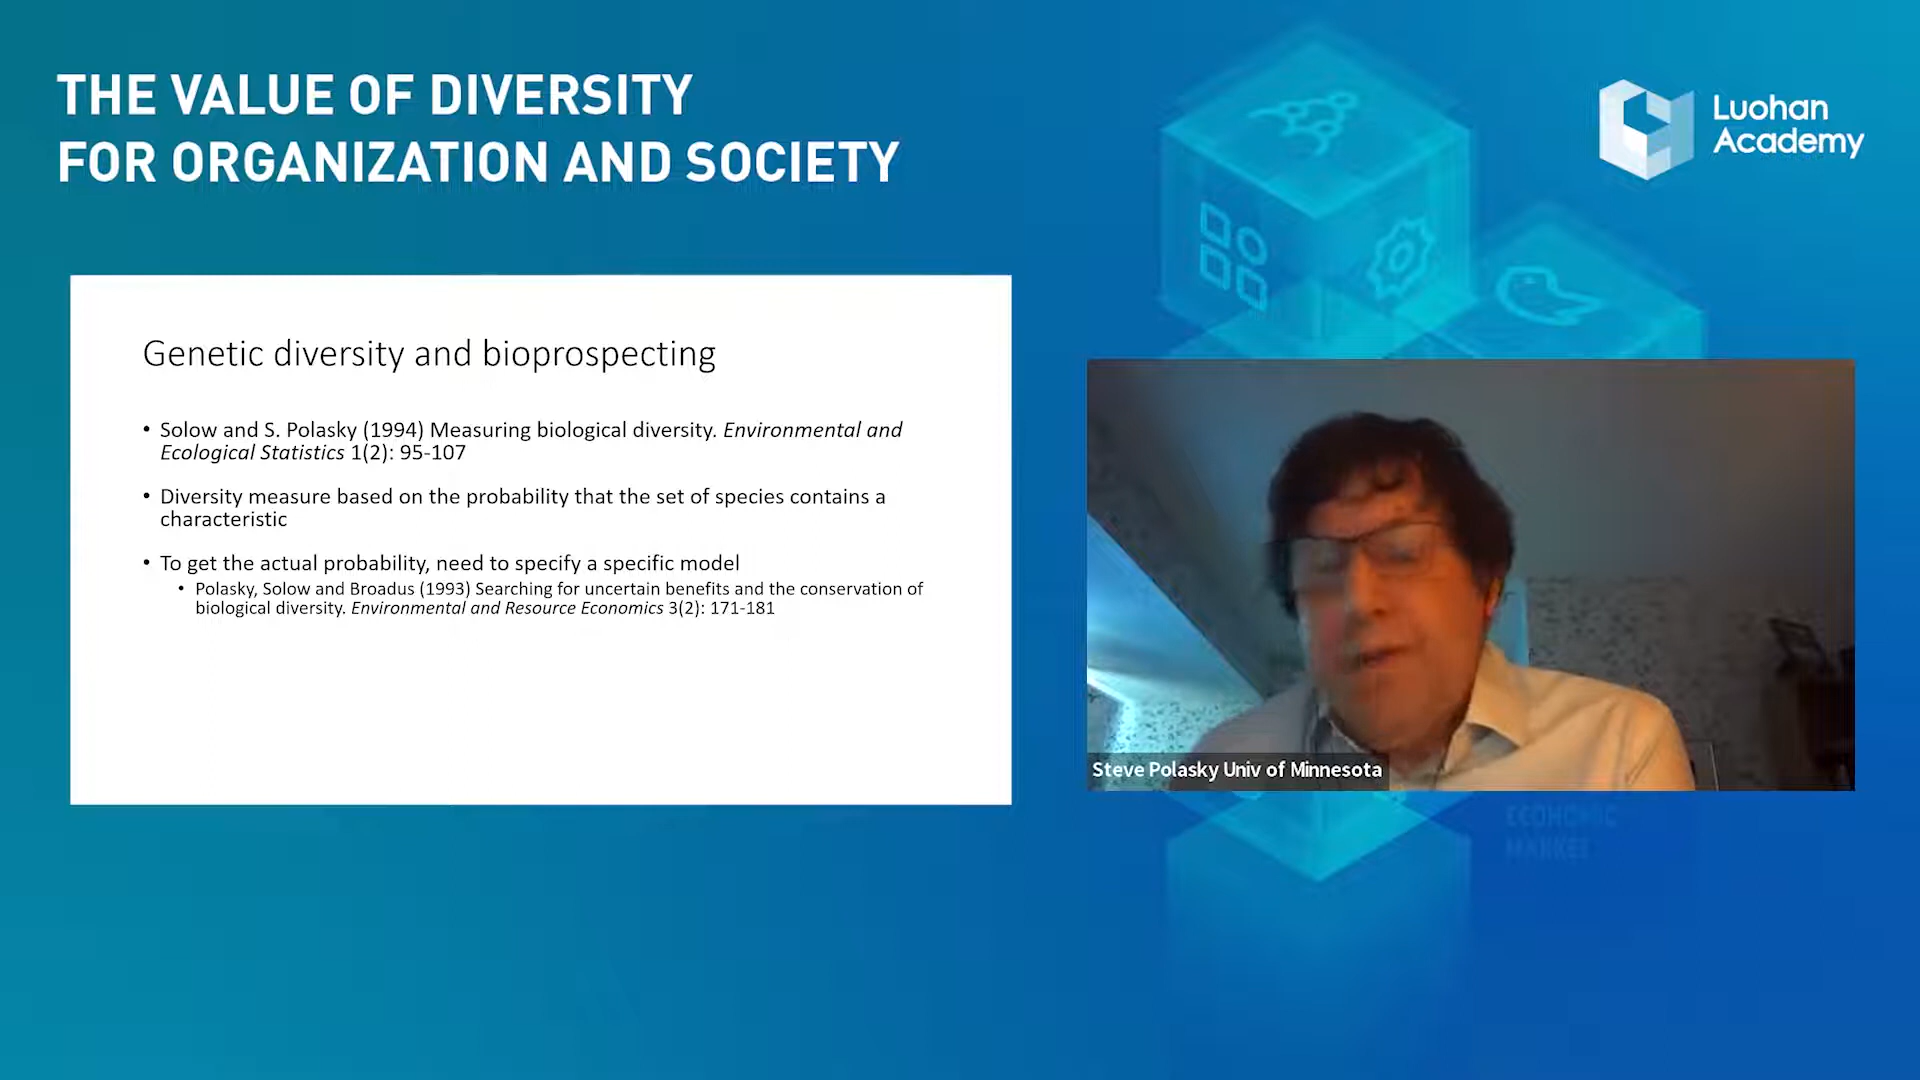 THE VALUE OF DIVERSITY
FOR ORGANIZATION AND SOCIETY
Luohan
Academy
Genetic diversity and bioprospecting
• Solow and S. Polasky (1994) Measuring biological diversity. Environmental and
Ecological Statistics 1(2): 95-107
• Diversity measure based on the probability that the set of species contains a
characteristic
• To get the actual probability, need to specify a specific model
• Polasky, Solow and Broadus (1993) Searching for uncertain benefits and the conservation of
biological diversity. Environmental and Resource Economics 3(2): 171-181
Steve Polasky Univ of Minnesota
ECONOMIC
MARKET